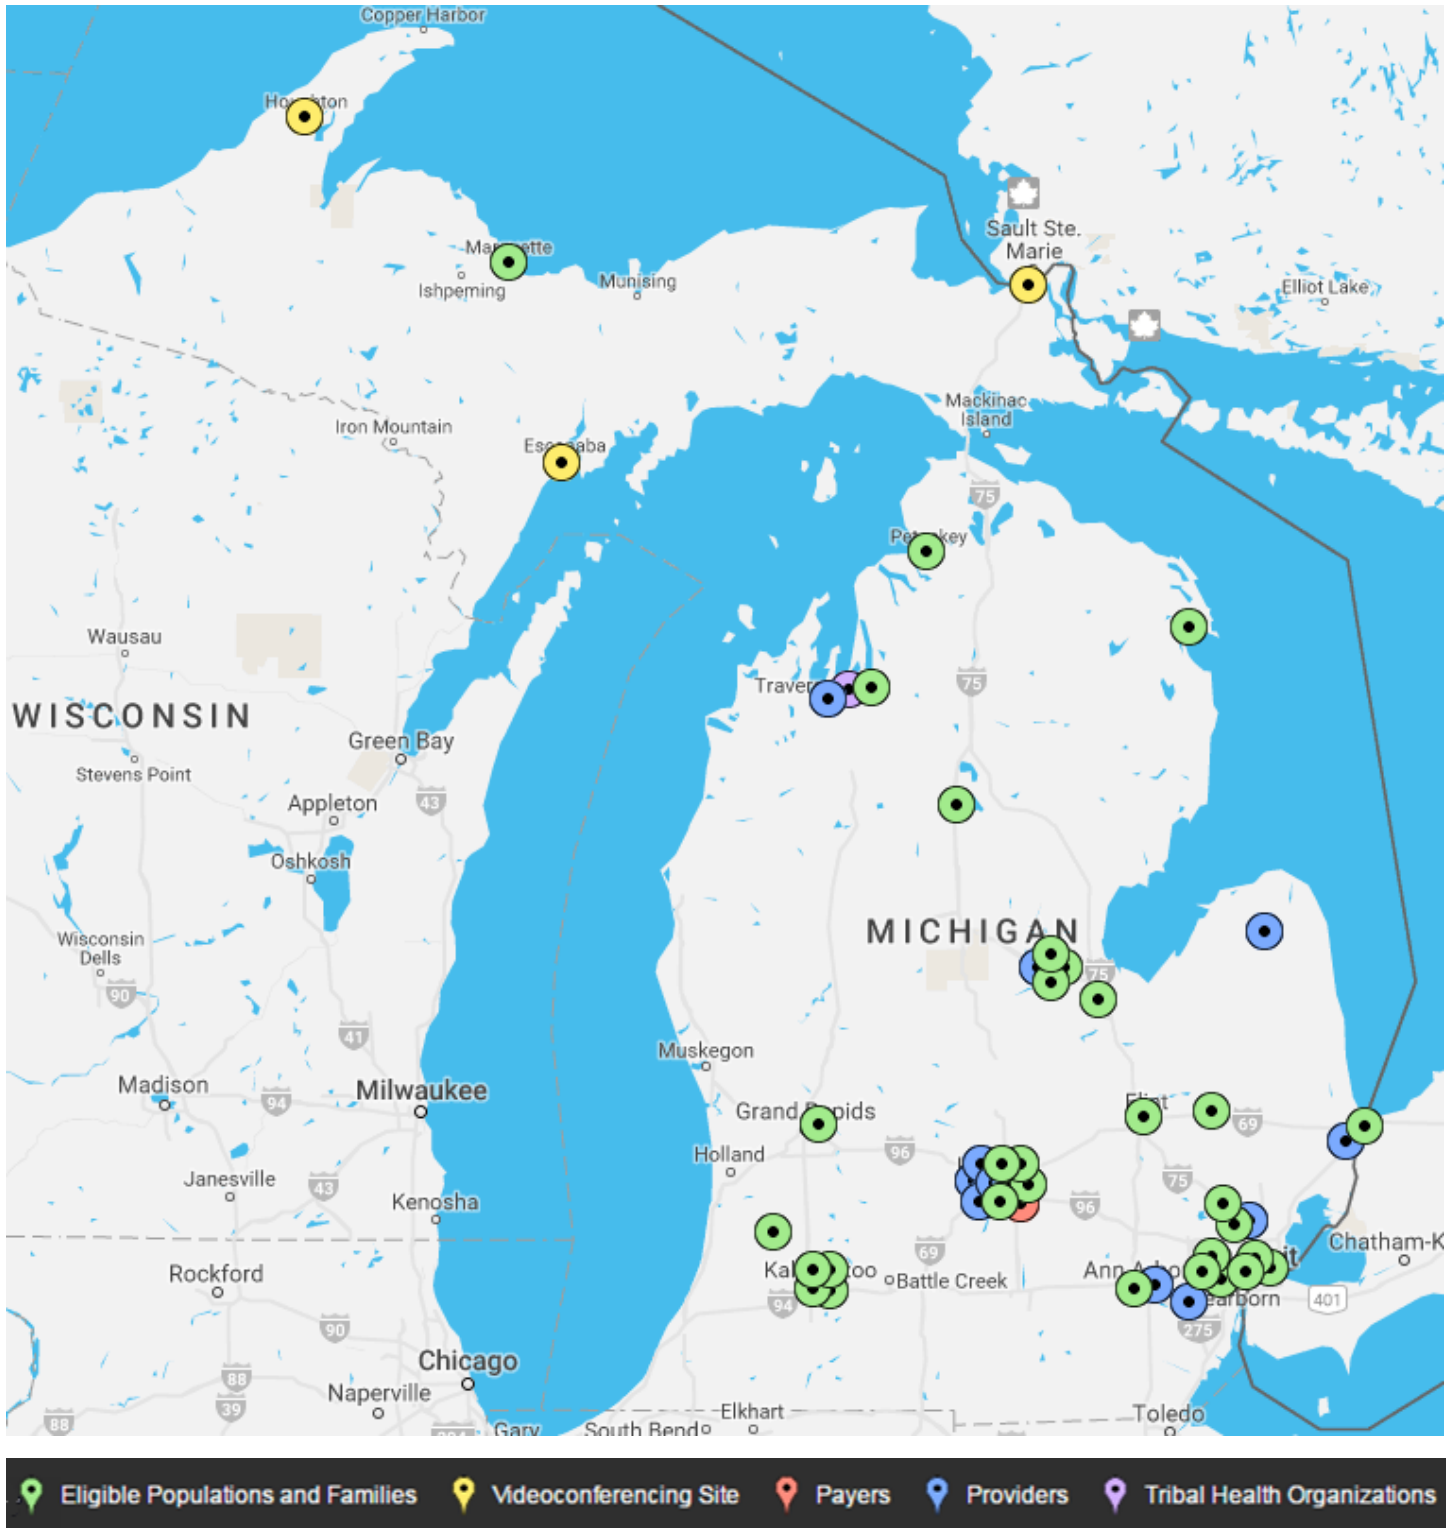 Copper Harbor
Sault Ste.
Marie
Ishpeming
Munising
Elliot Lake
Mackinac
Island
Iron Mountain
75
Wausau
WISCONSIN
75
Green Bay
Stevens Point
Appleton
43
Oshkosh
MICHIGAN
Wisconsin
Dells
75
90
41
Muskegon
Madison
Milwaukee
94
Grand Rapids
69
Holland
96
Janesville
43
75
Kenosha
96
69
Chatham-K
Rockford
Battle Creek
94
401
90
275
Chicago
88
Naperville
39
88
Elkhart
Toledo
Gary
South Bend
Eligible Populations and Families
Videoconferencing Site
Payers
Providers
Tribal Health Organizations